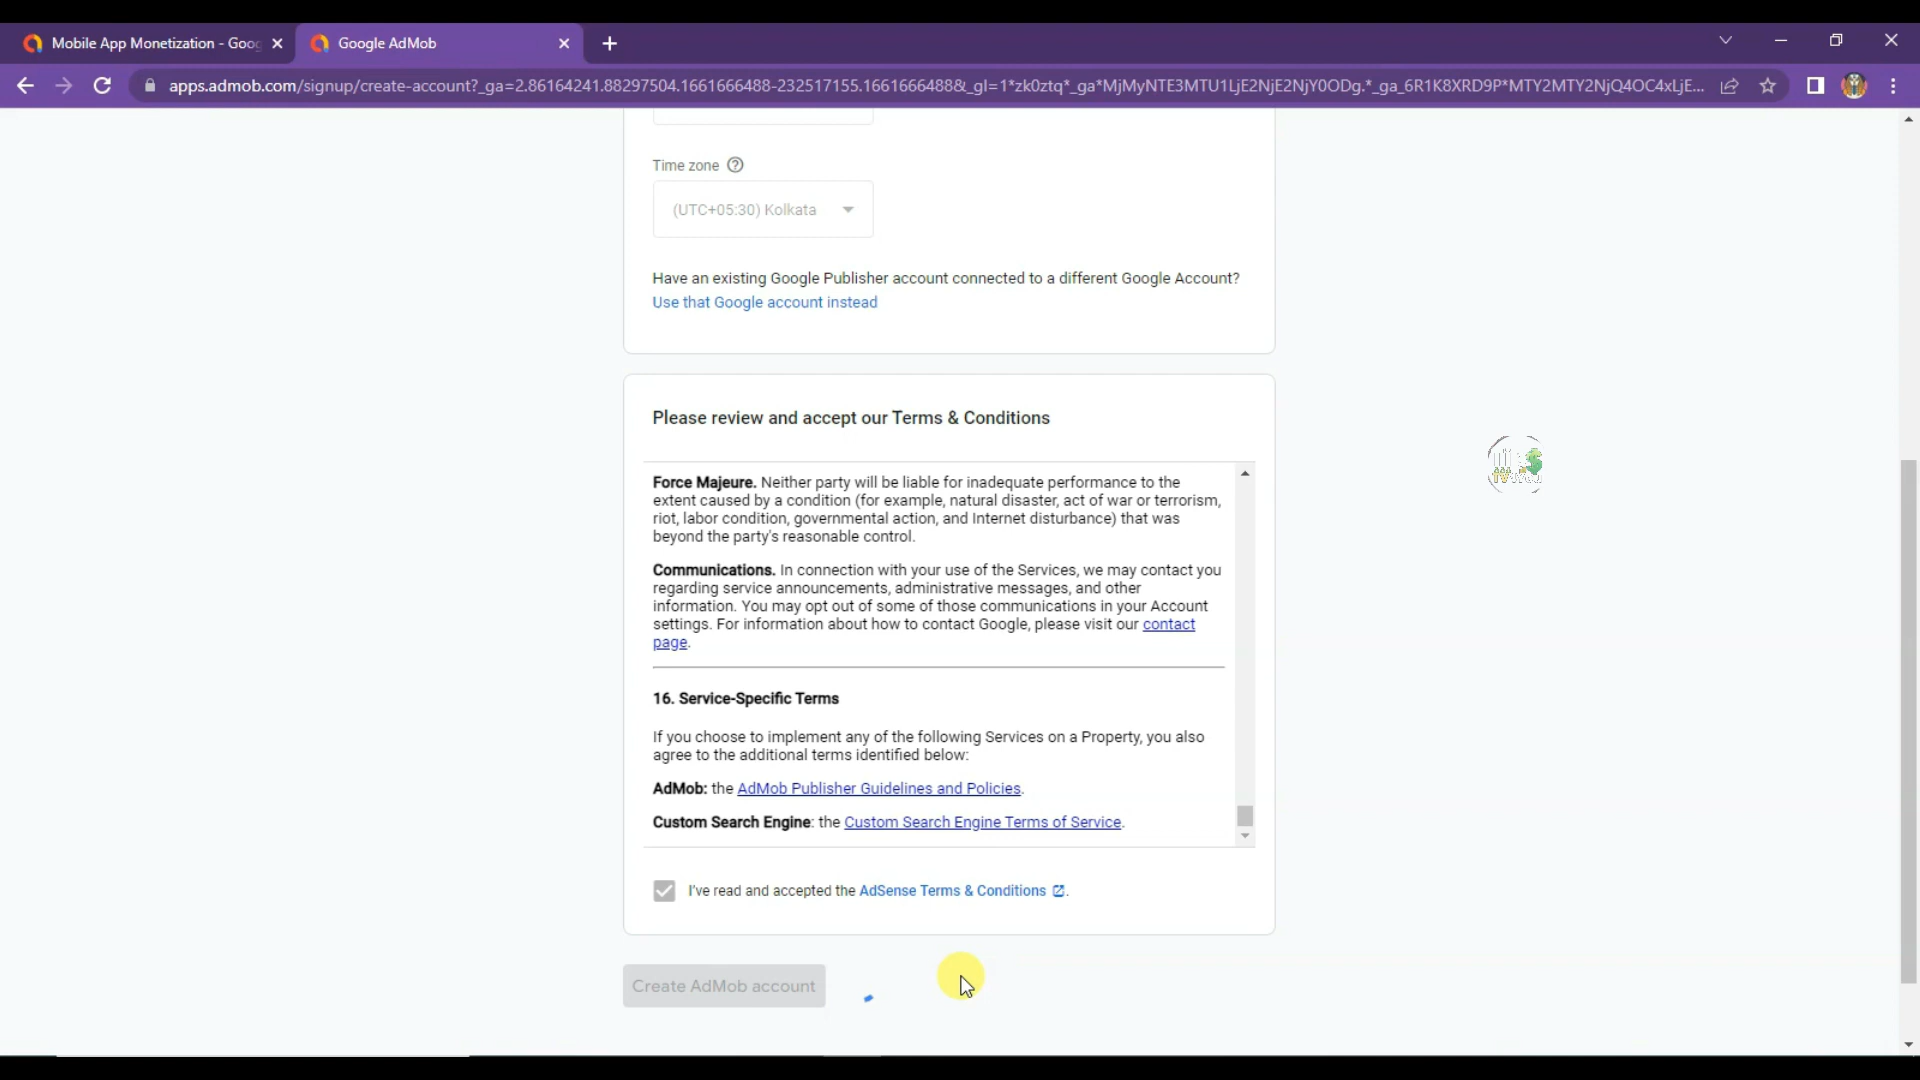 Mobile App Monetization - Goog
Google AdMob
apps.admob.com/signup/create-account?_ga=2.86164241.88297504.1661666488-232517155.1661666488&_gl=1*zk0ztq*_ga*MjMyNTE3MTU1LjE2NjE2NjY0ODg.*_ga_6R1K8XRD9P*MTY2MTY2NjQ4OC4xLjE...
Time zone
(UTC+05:30) Kolkata
Have an existing Google Publisher account connected to a different Google Account?
Use that Google account instead
Please review and accept our Terms & Conditions
Force Majeure. Neither party will be liable for inadequate performance to the
extent caused by a condition (for example, natural disaster, act of war or terrorism,
riot, labor condition, governmental action, and Internet disturbance) that was
beyond the party's reasonable control.
Communications. In connection with your use of the Services, we may contact you
regarding service announcements, administrative messages, and other
information. You may opt out of some of those communications in your Account
settings. For information about how to contact Google, please visit our contact
page.
16. Service-Specific Terms
If you choose to implement any of the following Services on a Property, you also
agree to the additional terms identified below:
AdMob: the AdMob Publisher Guidelines and Policies.
Custom Search Engine: the Custom Search Engine Terms of Service.
I've read and accepted the AdSense Terms & Conditions.
Create AdMob account